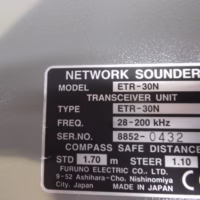 NETWORK SOUNDER
MODEL ETR-30N
TRANSCEIVER UNIT
TYPE ETR-30N
FREQ. 28-200 kHz
SER.NO. 8852-0432
COMPASS SAFE DISTANCE
STD 1.70 m STEER 1.10
FURUNO ELECTRIC CO., LTD.
9-52 Ashihara-Cho, Nishinomiya
City, Japan MADE IN JAPAN